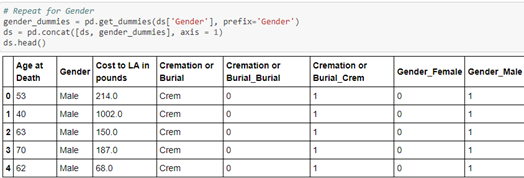 # Repeat for Gender
gender_dummies = pd.get_dummies(ds['Gender'], prefix='Gender')
ds = pd.concat([ds, gender_dummies], axis = 1)
ds.head()
Age at Death Gender Cost to LA in pounds Cremation or Burial Cremation or Burial_Burial Cremation or Burial_Crem Gender_Female Gender_Male
0 53 Male 214.0 Crem 0 1 0 1
1 40 Male 1002.0 Crem 0 1 0 1
2 63 Male 150.0 Crem 0 1 0 1
3 70 Male 187.0 Crem 0 1 0 1
4 62 Male 68.0 Crem 0 1 0 1